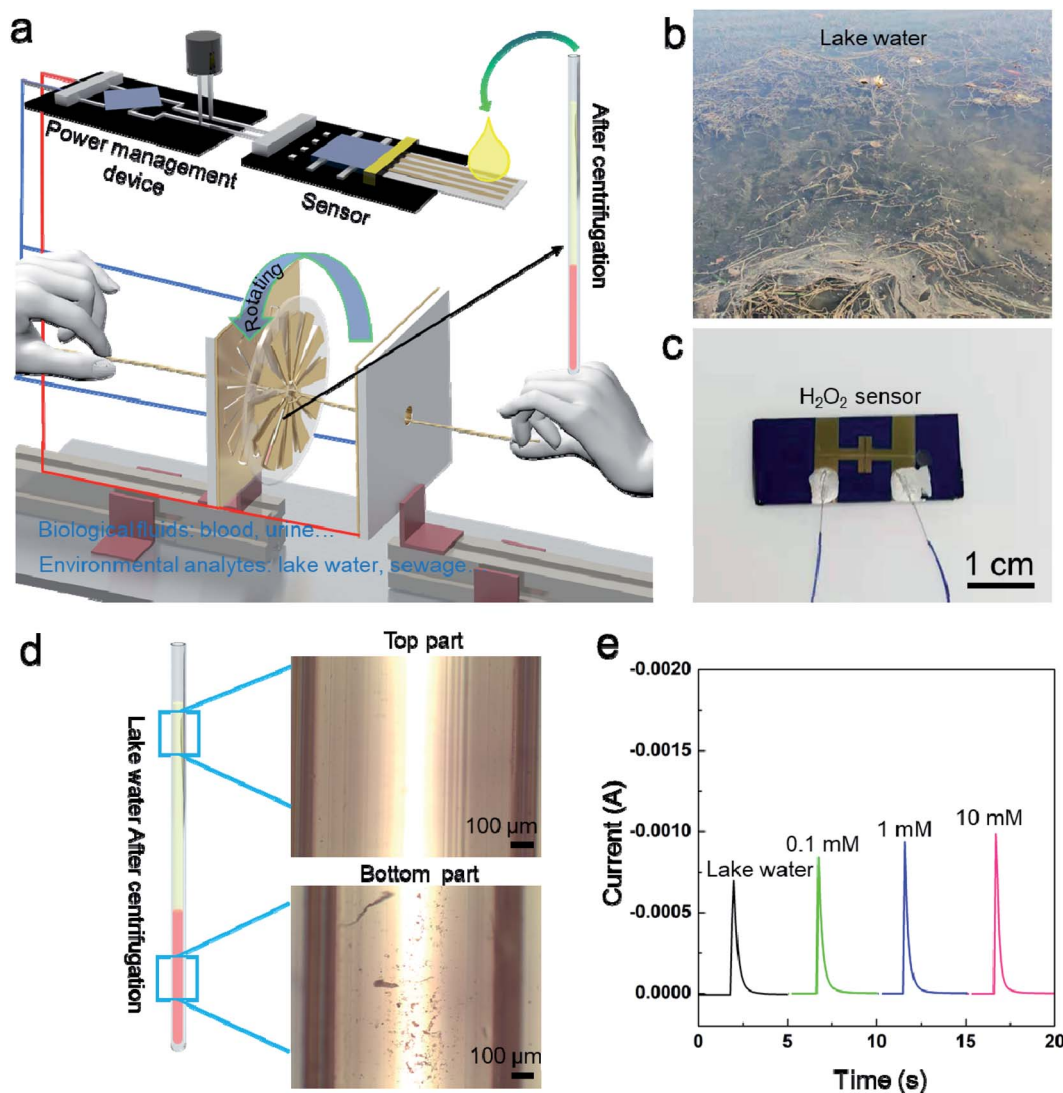 a
Power management
device
Sensor
After centrifugation
Rotating
Biological fluids: blood, urine…
Environmental analytes: lake water, sewage…
b
Lake water
c
H₂O₂ sensor
1 cm
d
Lake water After centrifugation
Top part
100 µm
Bottom part
100 µm
e
-0.0020
-0.0015
-0.0010
-0.0005
0.0000
Current (A)
Lake water
0.1 mM
1 mM
10 mM
0 5 10 15 20
Time (s)